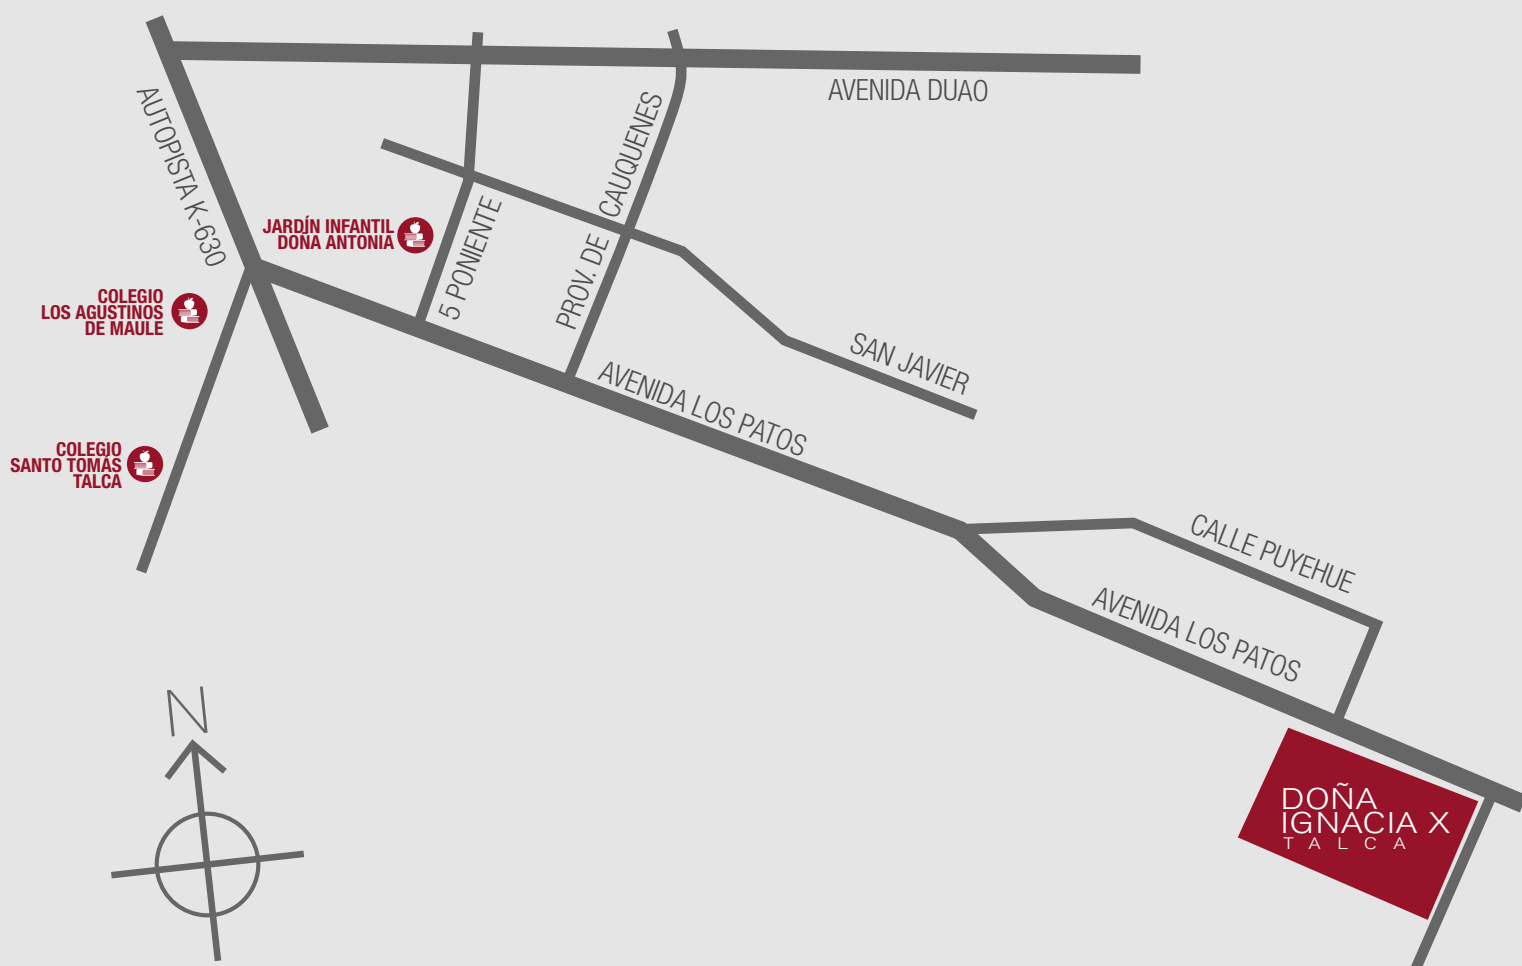 AVENIDA DUAO
AUTOPISTA K-630
PROV. DE CAUQUENES
5 PONIENTE
JARDÍN INFANTIL
DOÑA ANTONIA
COLEGIO
LOS AGUSTINOS
DE MAULE
SAN JAVIER
AVENIDA LOS PATOS
COLEGIO
SANTO TOMÁS
TALCA
CALLE PUYEHUE
AVENIDA LOS PATOS
N
DOÑA
IGNACIA X
TALCA